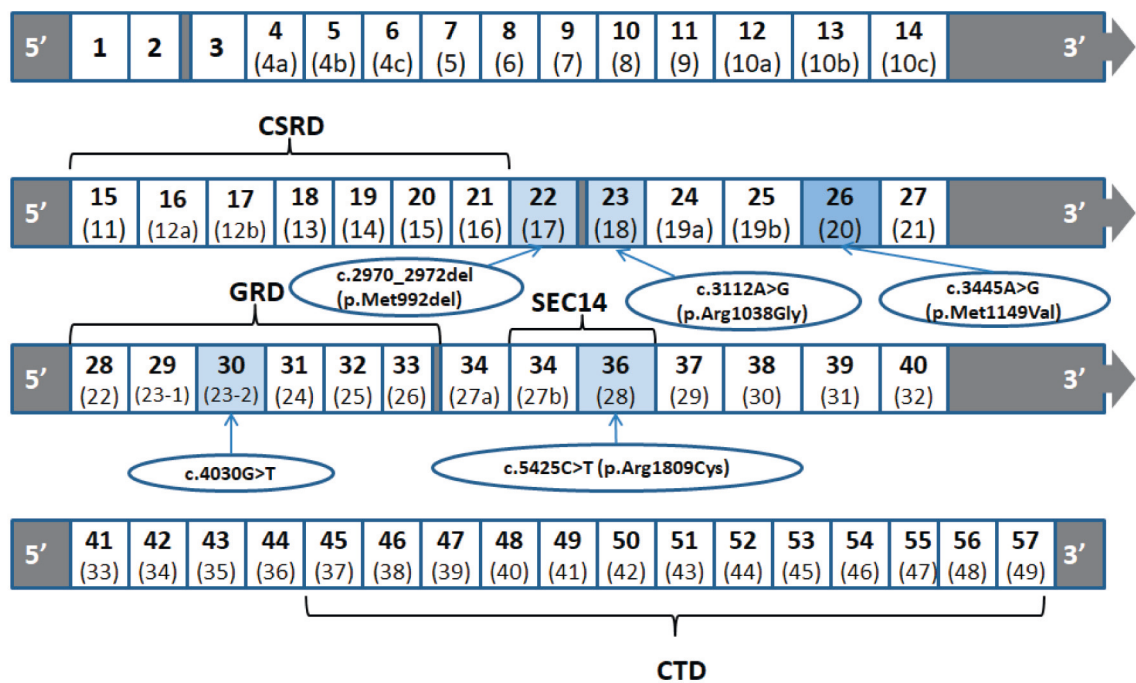 5’ 1 2 3 4 5 6 7 8 9 10 11 12 13 14 3’
(4a) (4b) (4c) (5) (6) (7) (8) (9) (10a) (10b) (10c)
CSRD
5’ 15 16 17 18 19 20 21 22 23 24 25 26 27 3’
(11) (12a) (12b) (13) (14) (15) (16) (17) (18) (19a) (19b) (20) (21)
c.2970_2972del
(p.Met992del)
c.3112A>G
(p.Arg1038Gly)
c.3445A>G
(p.Met1149Val)
GRD
SEC14
5’ 28 29 30 31 32 33 34 34 36 37 38 39 40 3’
(22) (23-1) (23-2) (24) (25) (26) (27a) (27b) (28) (29) (30) (31) (32)
c.4030G>T
c.5425C>T (p.Arg1809Cys)
5’ 41 42 43 44 45 46 47 48 49 50 51 52 53 54 55 56 57 3’
(33) (34) (35) (36) (37) (38) (39) (40) (41) (42) (43) (44) (45) (46) (47) (48) (49)
CTD